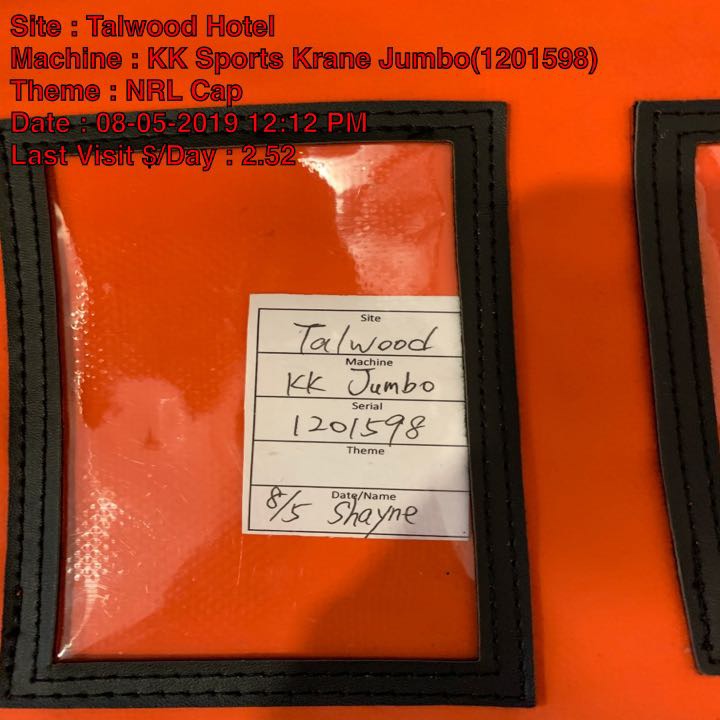 Site : Talwood Hotel
Machine : KK Sports Krane Jumbo(1201598)
Theme : NRL Cap
Date : 08-05-2019 12:12 PM
Last Visit $/Day : 2.52
Site
Talwood
Machine
KK Jumbo
Serial
1201598
Theme
Date/Name
8/5 Shayne